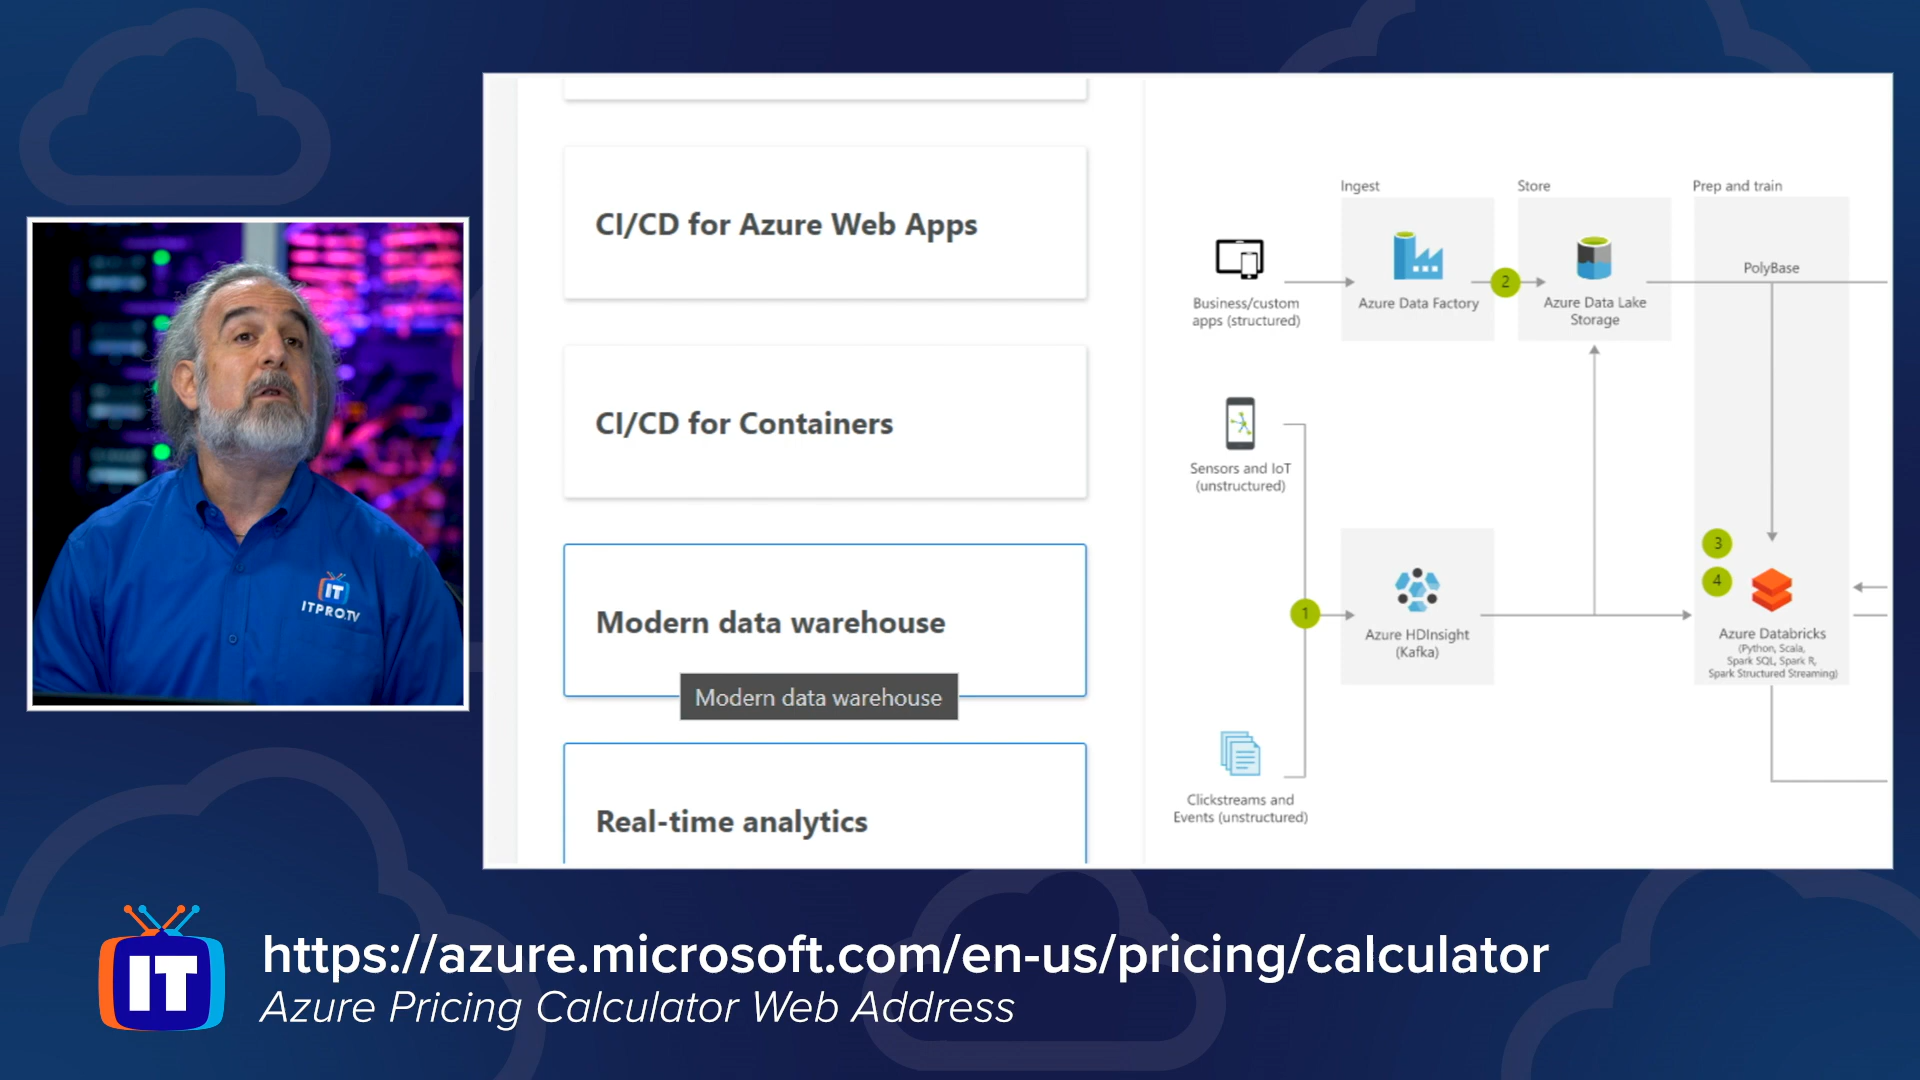 CI/CD for Azure Web Apps
CI/CD for Containers
Modern data warehouse
Modern data warehouse
Real-time analytics
Ingest
Store
Prep and train
Business/custom
apps (structured)
Azure Data Factory
2
Azure Data Lake
Storage
PolyBase
Sensors and IoT
(unstructured)
1
Azure HDInsight
(Kafka)
3
4
Azure Databricks
(Python, Scala,
Spark SQL, Spark R,
Spark Structured Streaming)
Clickstreams and
Events (unstructured)
IT
ITPRO.TV
IT
https://azure.microsoft.com/en-us/pricing/calculator
Azure Pricing Calculator Web Address